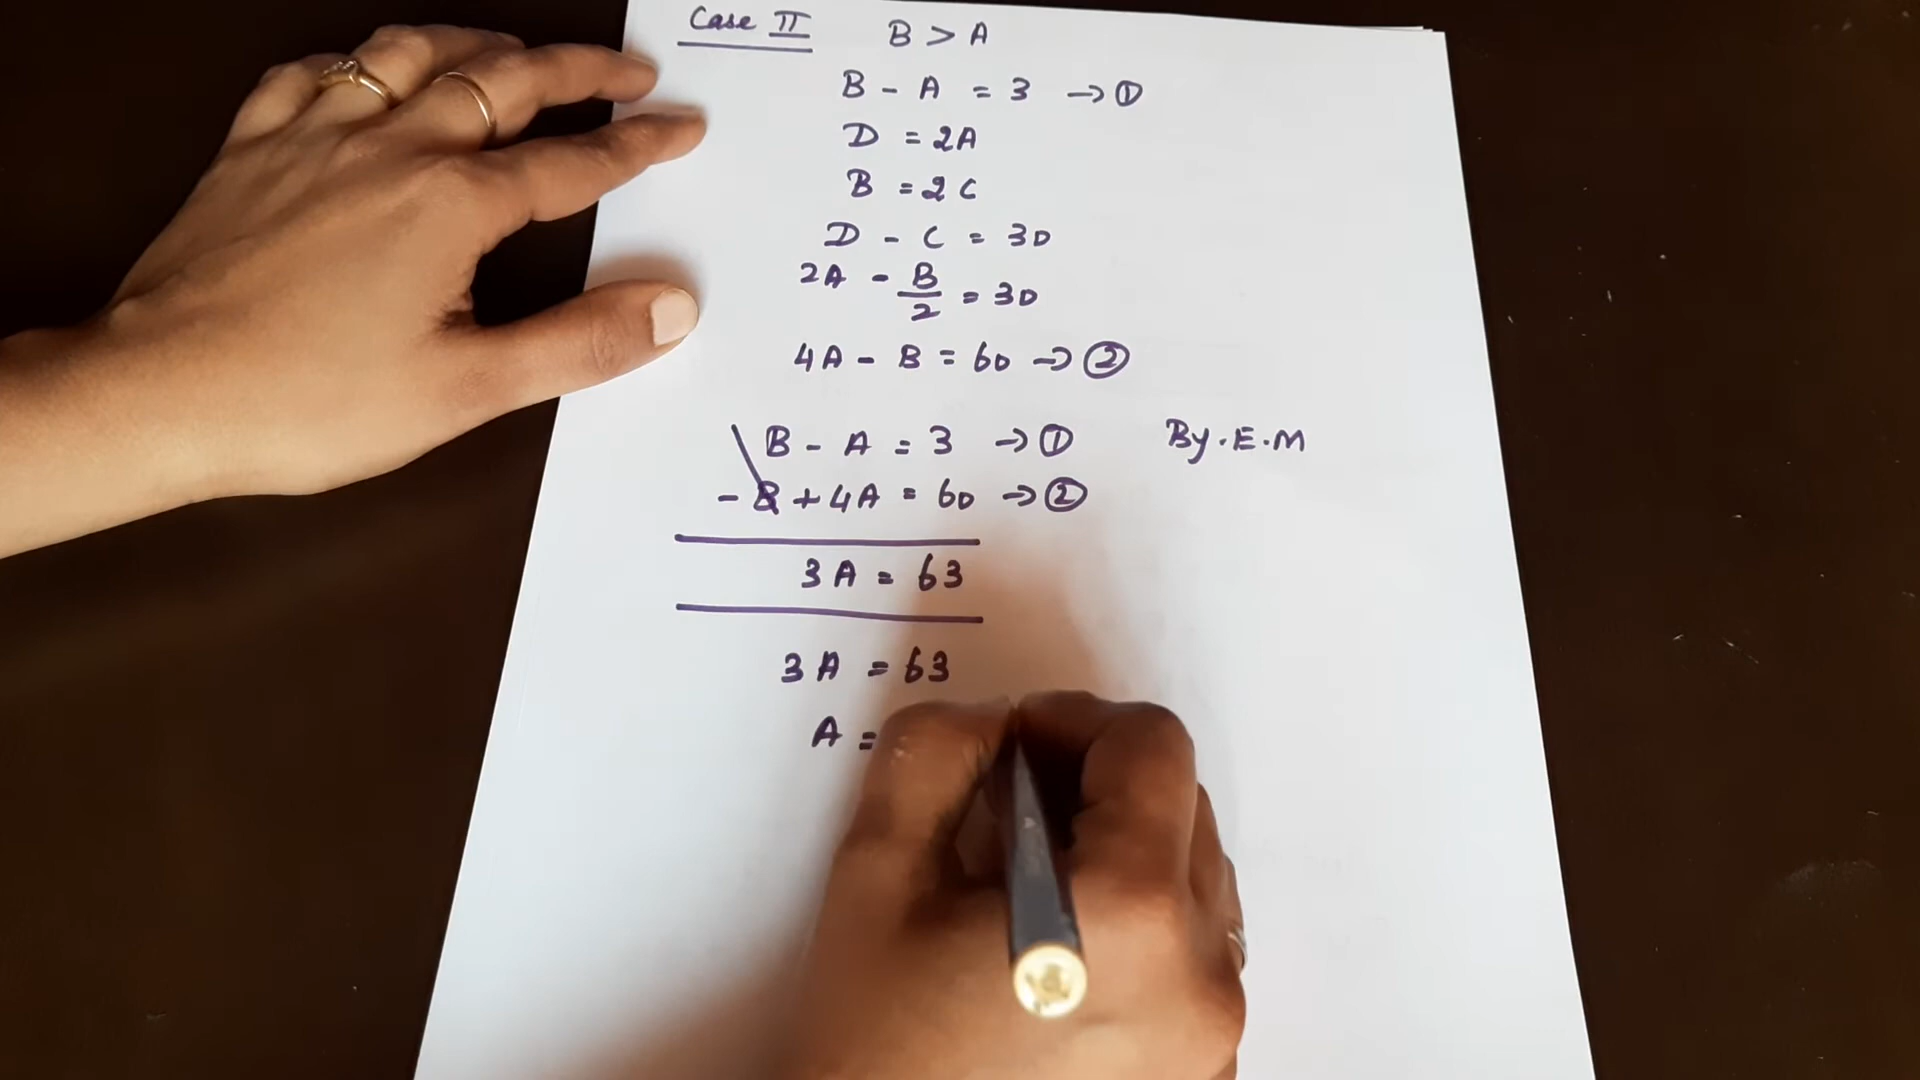 Case II B > A
B - A = 3 → ①
D = 2A
B = 2C
D - C = 30
2A - B/2 = 30
4A - B = 60 → ②
B - A = 3 → ① By.E.M
- B + 4A = 60 → ②
3A = 63
3A = 63
A =